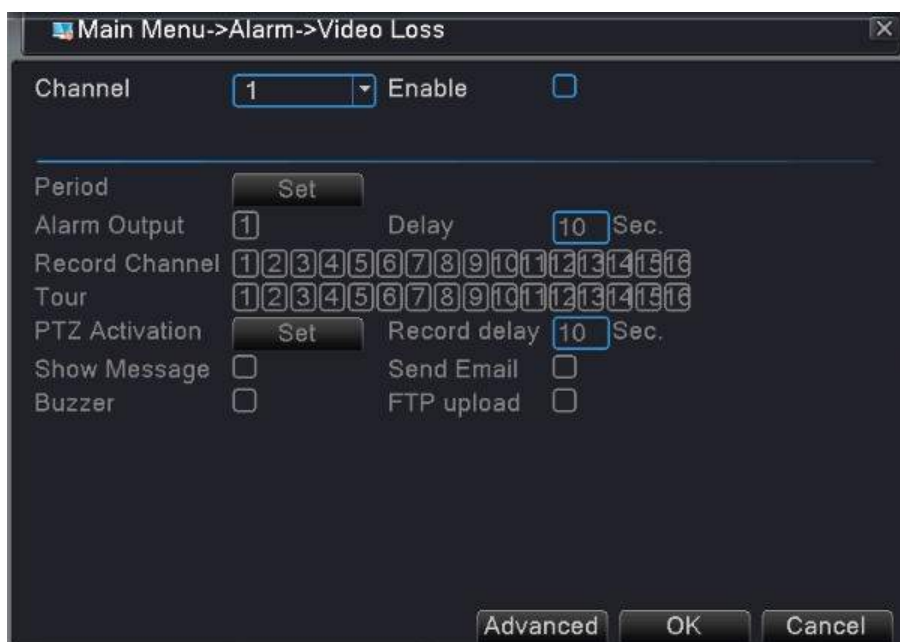 Main Menu->Alarm->Video Loss
Channel 1 Enable
Period Set
Alarm Output 1 Delay 10 Sec.
Record Channel 1 2 3 4 5 6 7 8 9 10 11 12 13 14 15 16
Tour 1 2 3 4 5 6 7 8 9 10 11 12 13 14 15 16
PTZ Activation Set Record delay 10 Sec.
Show Message Send Email
Buzzer FTP upload
Advanced OK Cancel